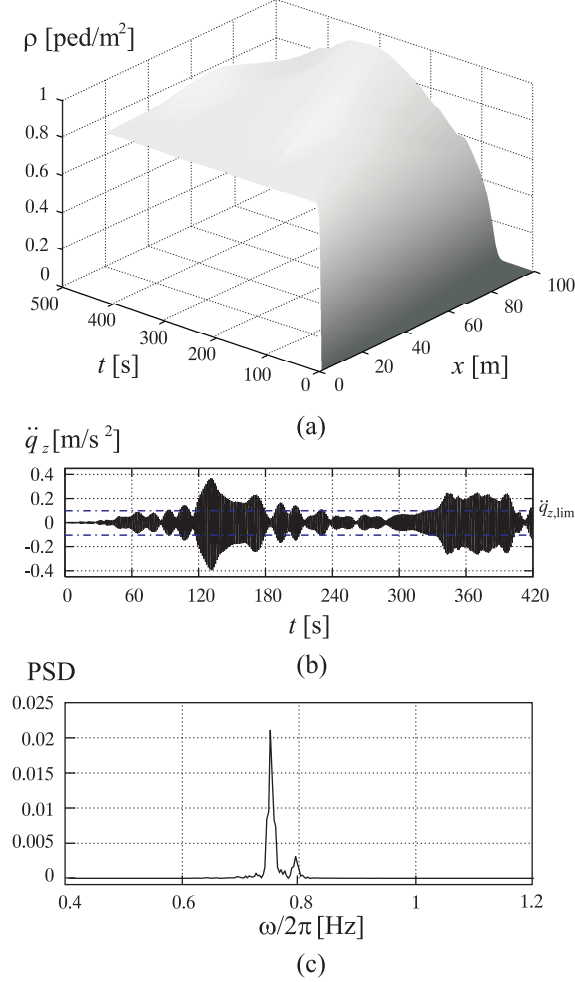 ρ [ped/m²]
1
0.8
0.6
0.4
0.2
0
500
400
300
200
100
0
0
20
40
60
80
100
t [s]
x [m]
(a)
q̈ z [m/s ²]
0.4
0.2
0
-0.2
-0.4
q̈z,lim
0 60 120 180 240 300 360 420
t [s]
(b)
PSD
0.025
0.02
0.015
0.01
0.005
0
0.4 0.6 0.8 1 1.2
ω/2π [Hz]
(c)